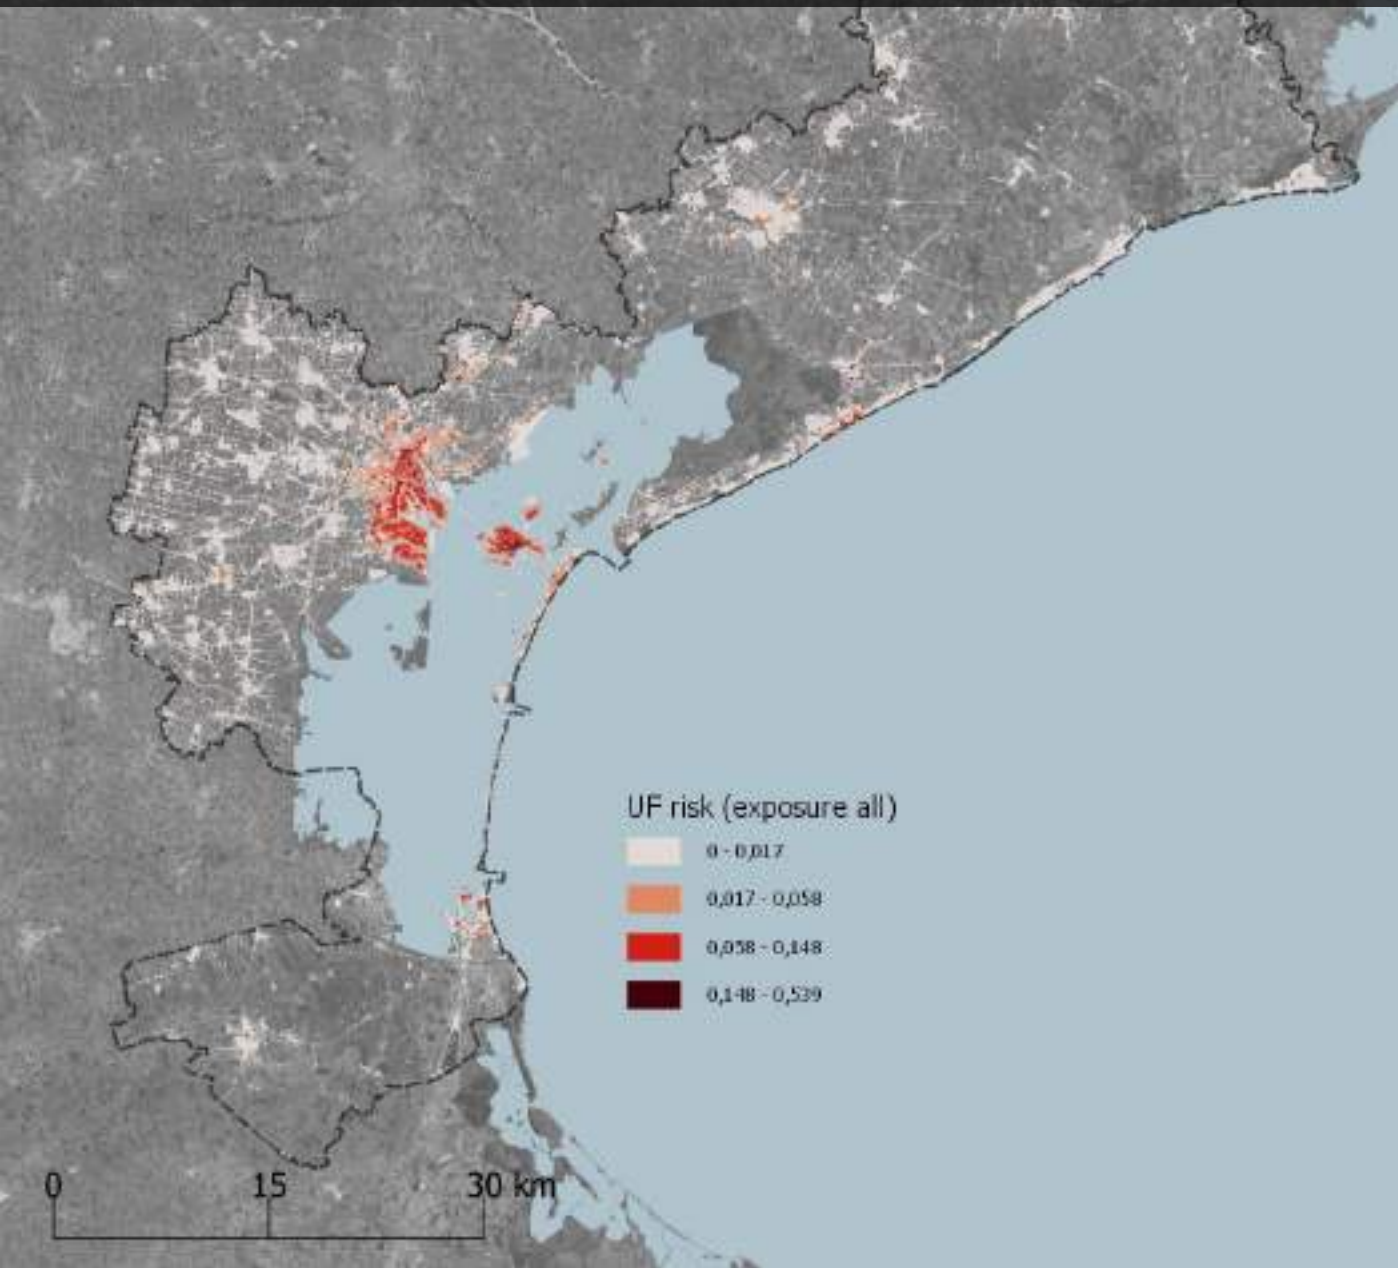 UF risk (exposure all)
0 - 0,017
0,017 - 0,058
0,058 - 0,148
0,148 - 0,539
0 15 30 km